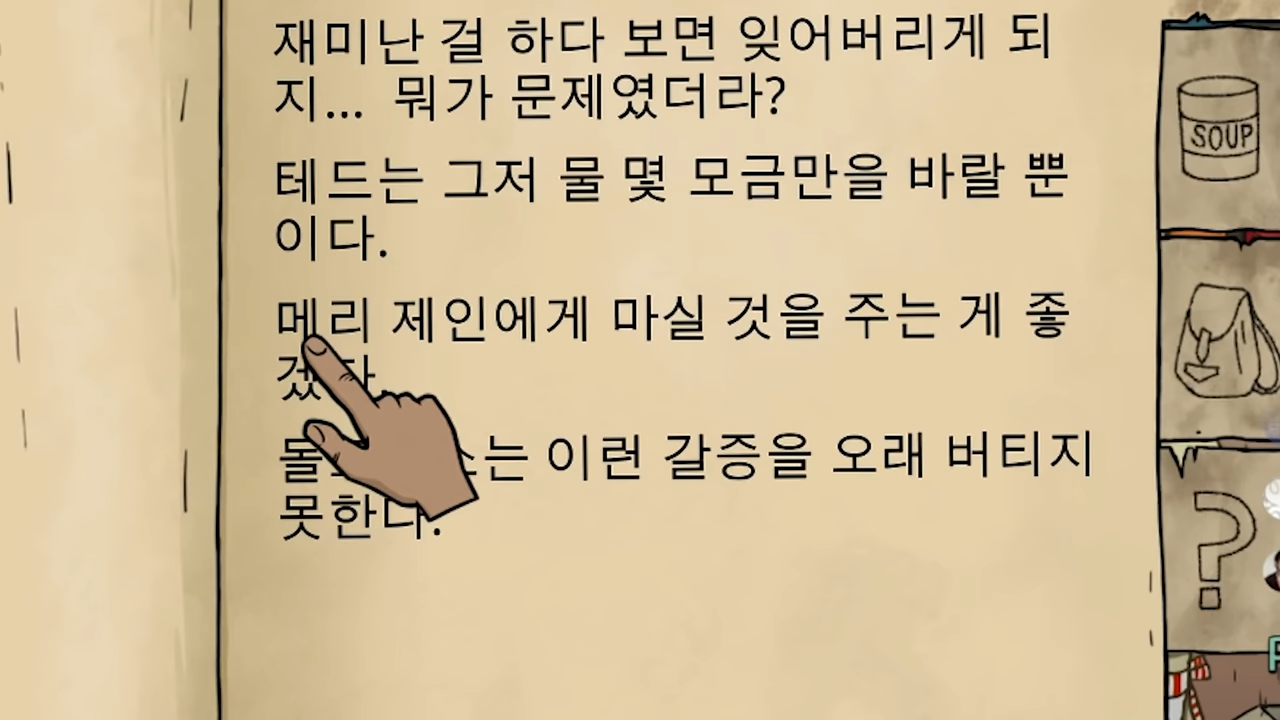 재미난 걸 하다 보면 잊어버리게 되
지... 뭐가 문제였더라?
테드는 그저 물 몇 모금만을 바랄 뿐
이다.
메리 제인에게 마실 것을 주는 게 좋
겠다.
는 이런 갈증을 오래 버티지
못한다.
SOUP
?